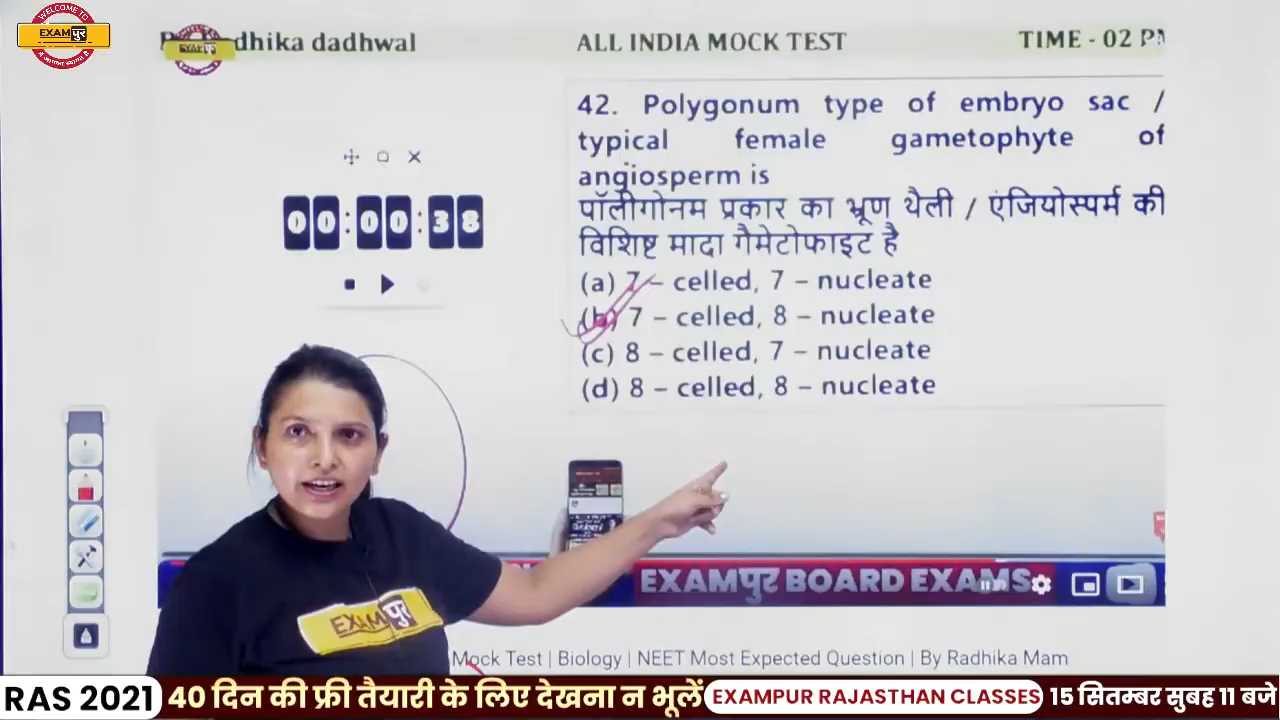 WELCOME TO
EXAMपुर
dhika dadhwal
EXAMपुर
ALL INDIA MOCK TEST
TIME - 02 PM
42. Polygonum type of embryo sac /
typical female gametophyte of
angiosperm is
पॉलीगोनम प्रकार का भ्रूण थैली / एंजियोस्पर्म की
विशिष्ट मादा गैमेटोफाइट है
(a) 7 – celled, 7 – nucleate
(b) 7 – celled, 8 – nucleate
(c) 8 – celled, 7 – nucleate
(d) 8 – celled, 8 – nucleate
00:00:38
EXAMपुर BOARD EXAMS
EXAMपुर
Mock Test | Biology | NEET Most Expected Question | By Radhika Mam
RAS 2021 40 दिन की फ्री तैयारी के लिए देखना न भूलें EXAMPUR RAJASTHAN CLASSES 15 सितम्बर सुबह 11 बजे